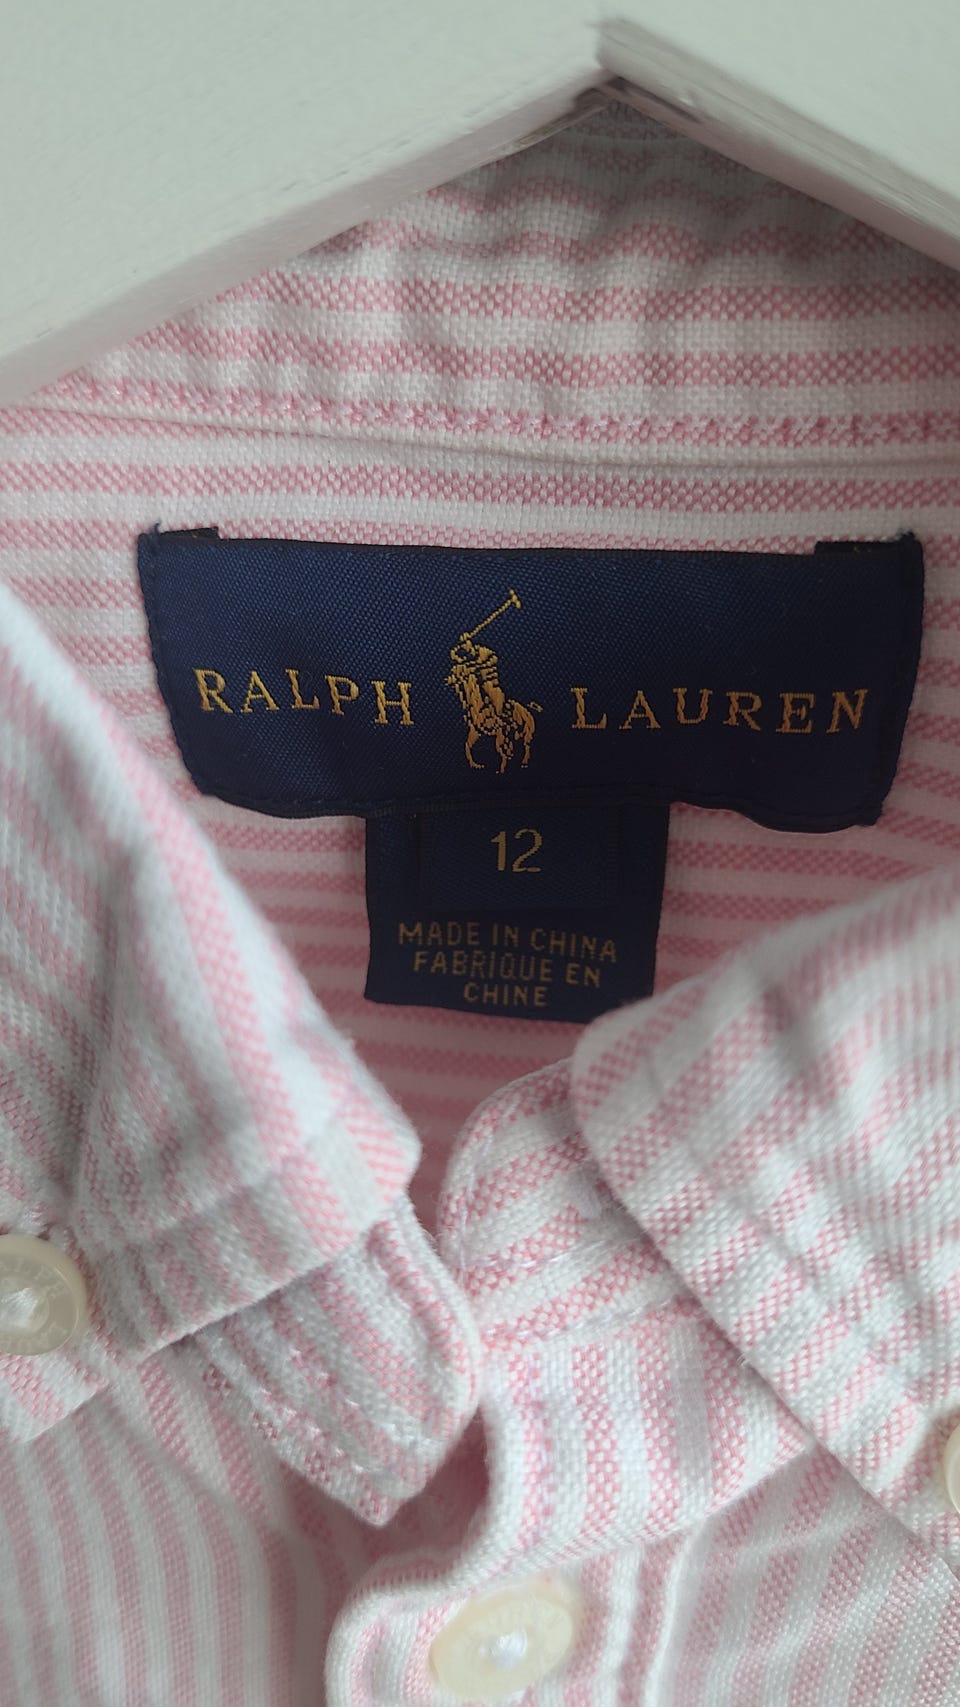 RALPH LAUREN
12
MADE IN CHINA
FABRIQUE EN
CHINE